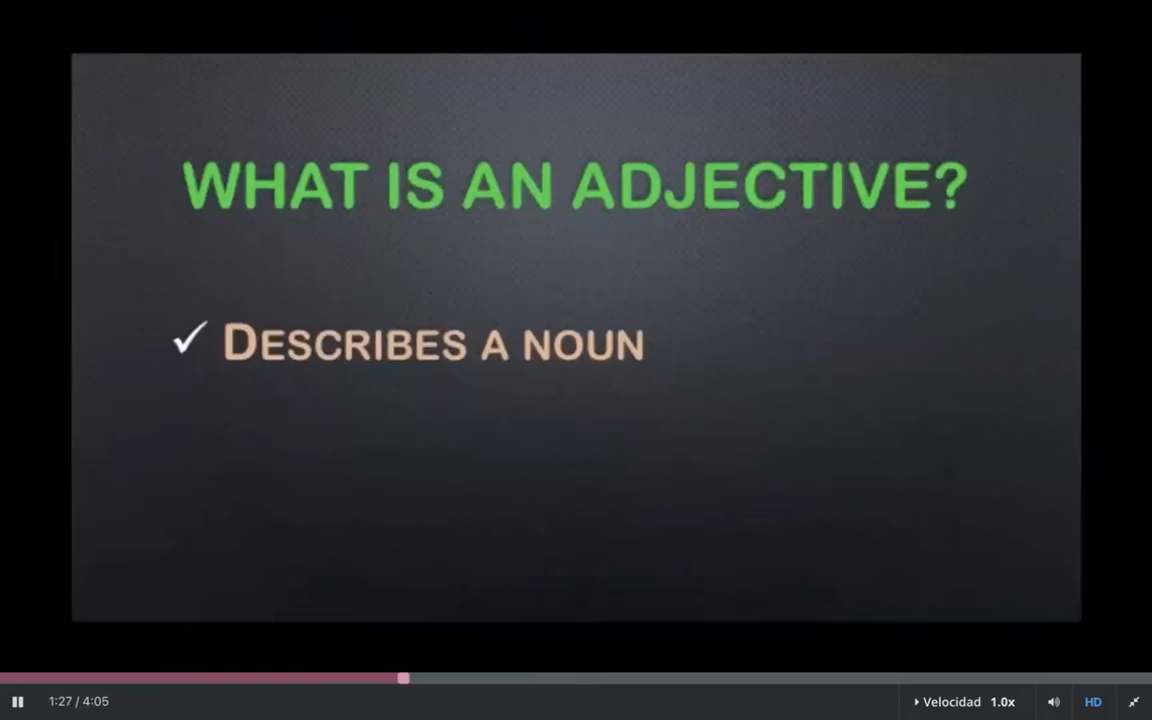 WHAT IS AN ADJECTIVE?
✓ DESCRIBES A NOUN
1:27 / 4:05
Velocidad 1.0x
HD